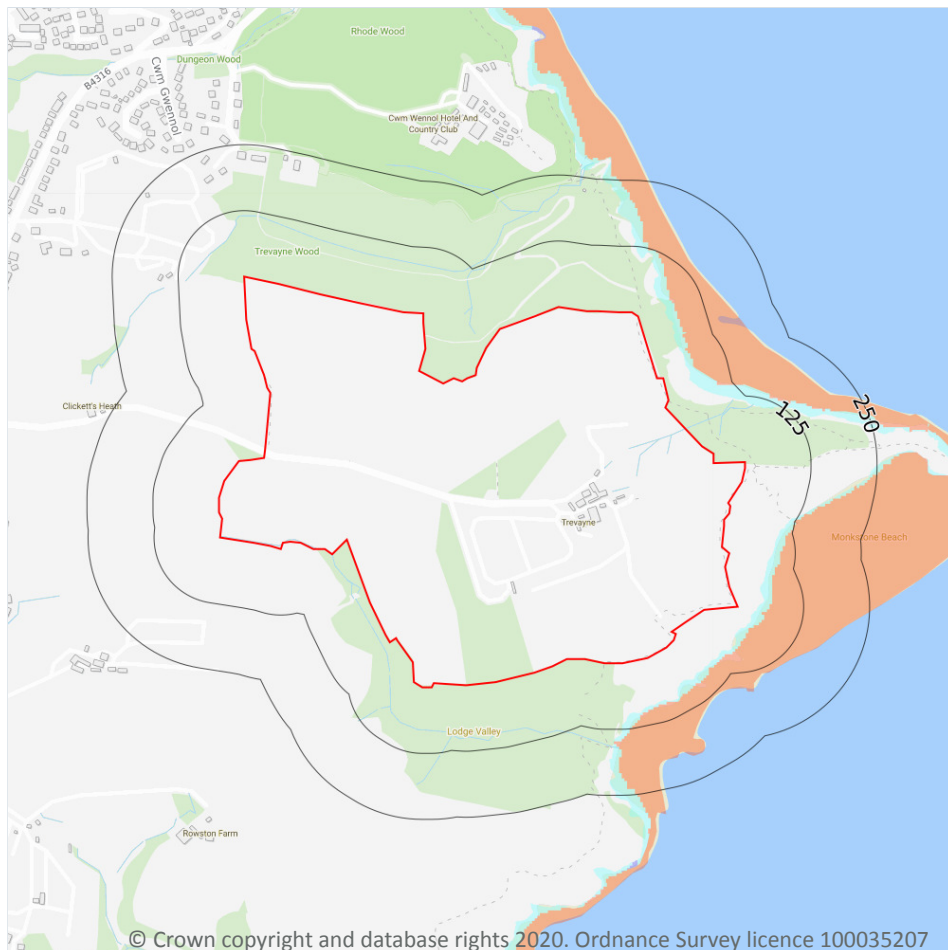 Rhode Wood
Dungeon Wood
B4316
Cwm Gwennol
Cwm Wennol Hotel And
Country Club
Trevayne Wood
Clickett's Heath
125
250
Trevayne
Monkstone Beach
Lodge Valley
Rowston Farm
© Crown copyright and database rights 2020. Ordnance Survey licence 100035207